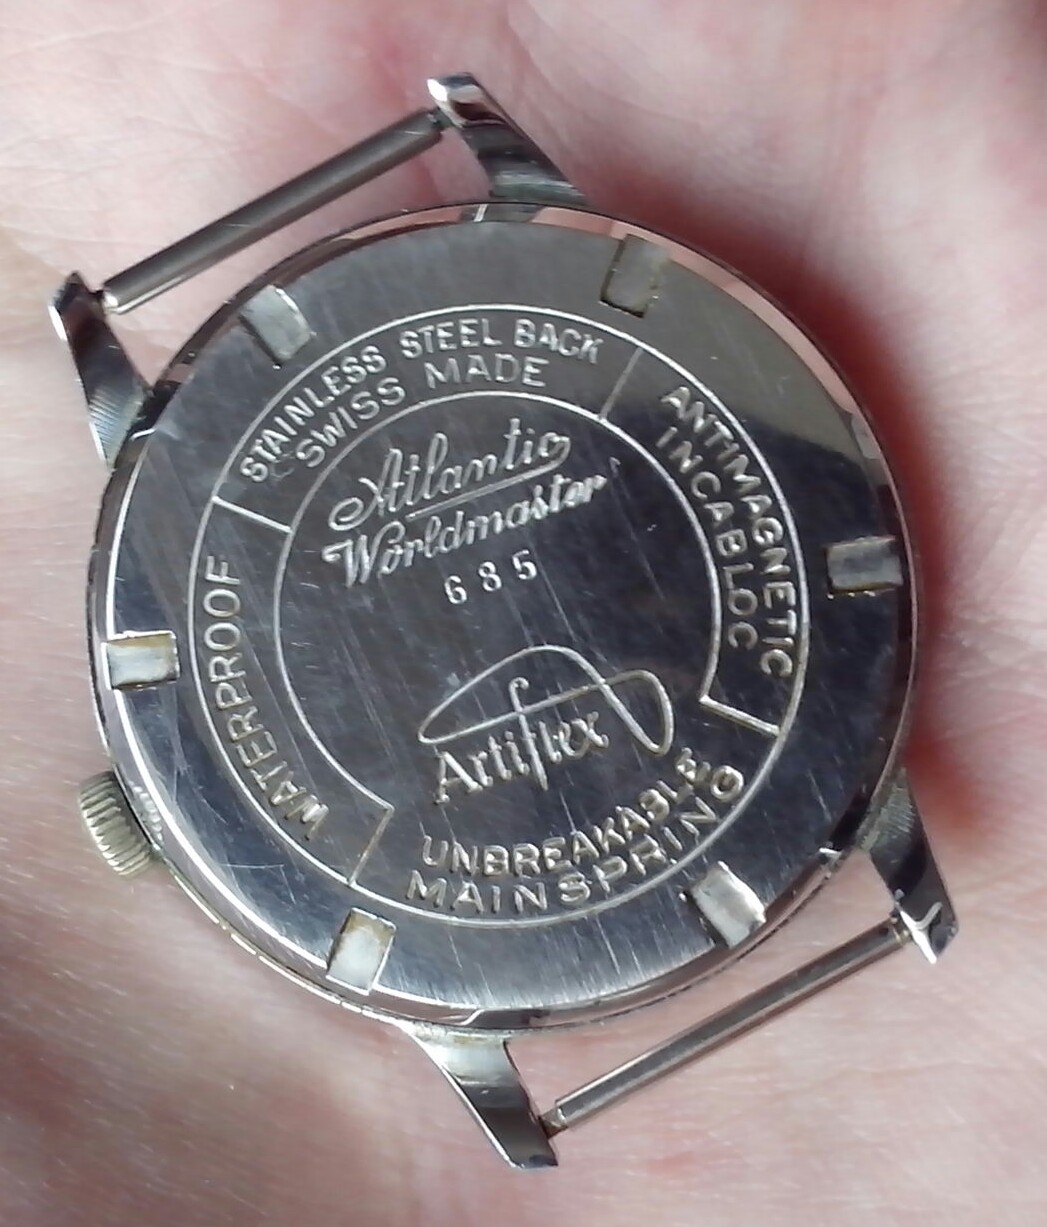 STAINLESS STEEL BACK
SWISS MADE
ANTIMAGNETIC
INCABLOC
WATERPROOF
Atlantic
Worldmaster
685
Artiflex
UNBREAKABLE
MAINSPRING